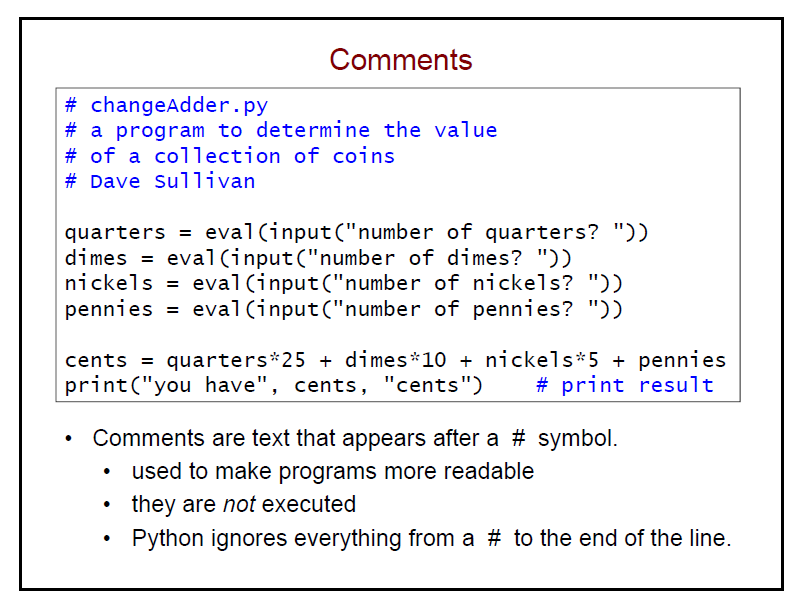 Comments
# changeAdder.py
# a program to determine the value
# of a collection of coins
# Dave Sullivan
quarters = eval(input("number of quarters? "))
dimes = eval(input("number of dimes? "))
nickels = eval(input("number of nickels? "))
pennies = eval(input("number of pennies? "))
cents = quarters*25 + dimes*10 + nickels*5 + pennies
print("you have", cents, "cents")    # print result
• Comments are text that appears after a # symbol.
• used to make programs more readable
• they are not executed
• Python ignores everything from a # to the end of the line.